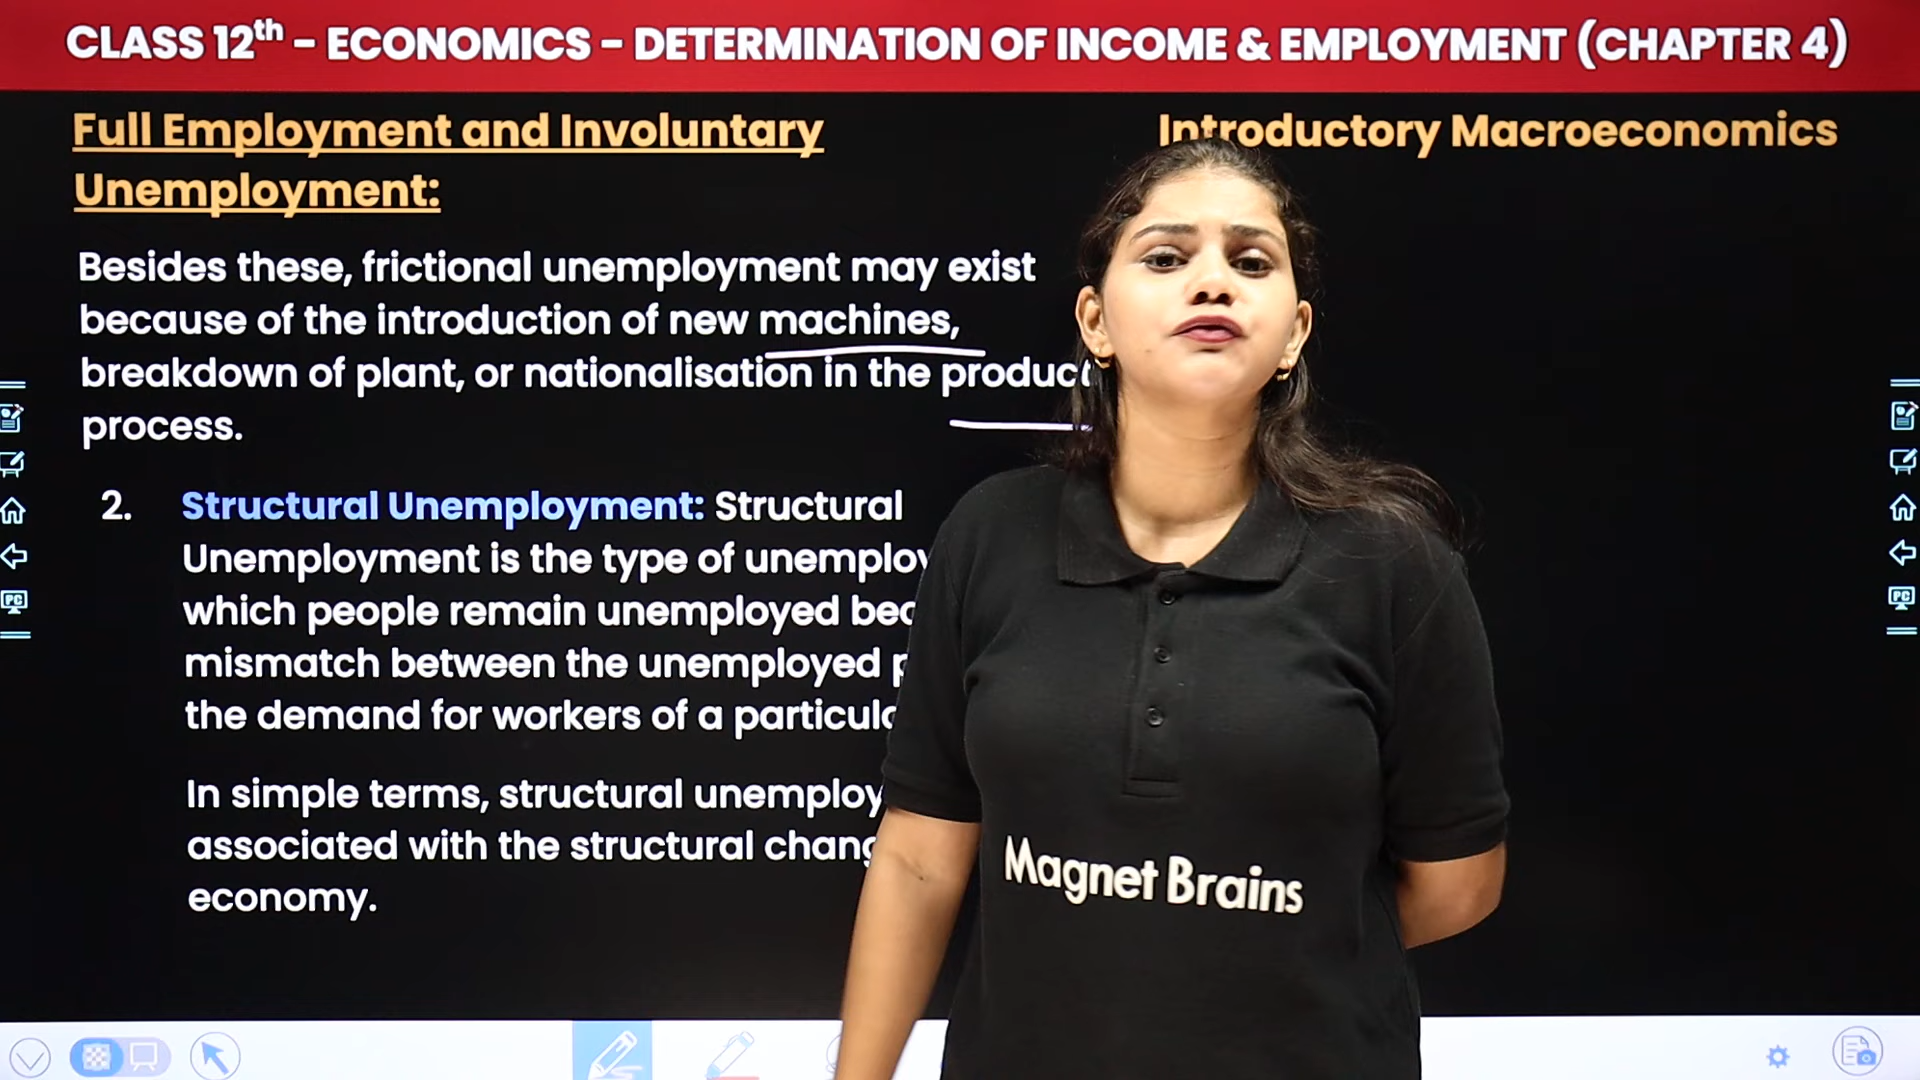 CLASS 12th - ECONOMICS - DETERMINATION OF INCOME & EMPLOYMENT (CHAPTER 4)
Full Employment and Involuntary
Unemployment:
Introductory Macroeconomics
Besides these, frictional unemployment may exist
because of the introduction of new machines,
breakdown of plant, or nationalisation in the
process.
2. Structural Unemployment: Structural
Unemployment is the type of
which people remain unemployed
mismatch between the unemployed
the demand for workers of a
In simple terms, structural
associated with the structural
economy.
Magnet Brains
PC
PC